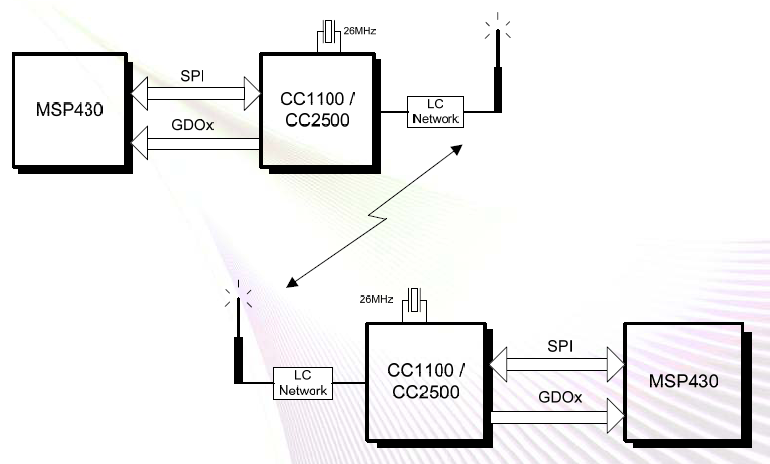 26MHz
MSP430
SPI
GDOx
CC1100 /
CC2500
LC
Network
26MHz
LC
Network
CC1100 /
CC2500
SPI
GDOx
MSP430